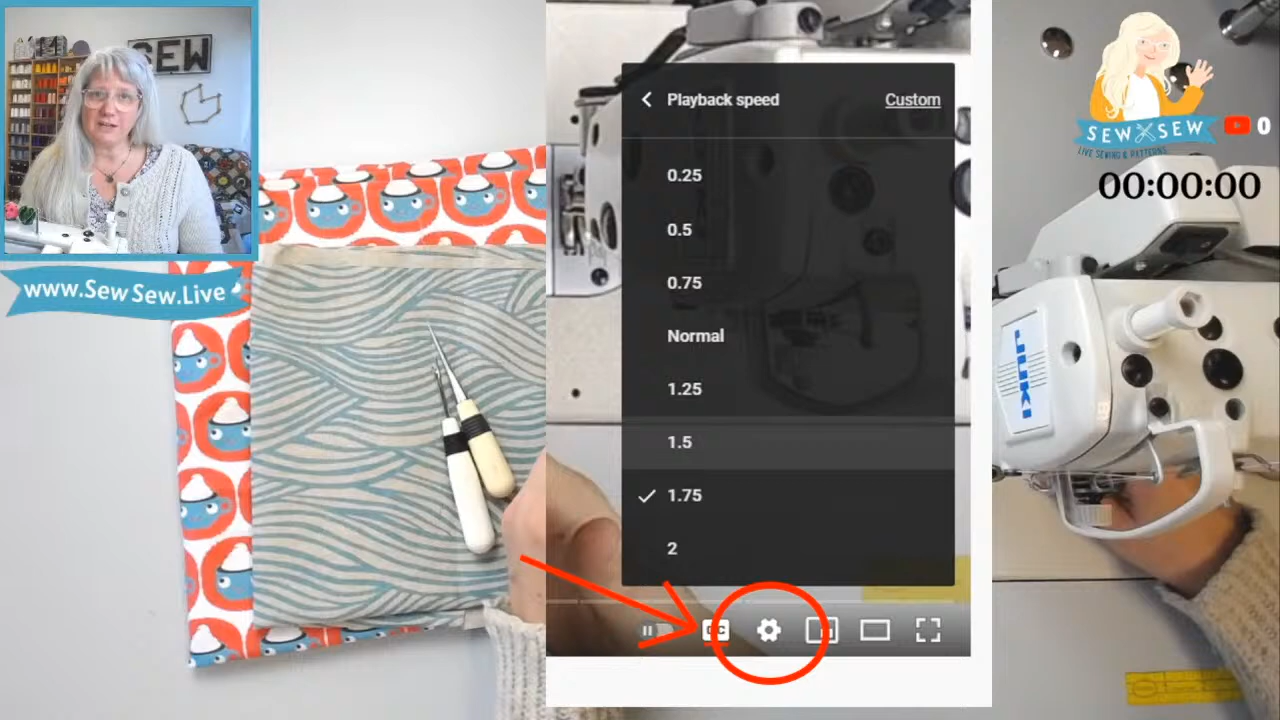 SEW
www.SewSew.Live
Playback speed
Custom
0.25
0.5
0.75
Normal
1.25
1.5
1.75
2
CC
SEW SEW
LIVE SEWING & PATTERNS
0
00:00:00
JUKI